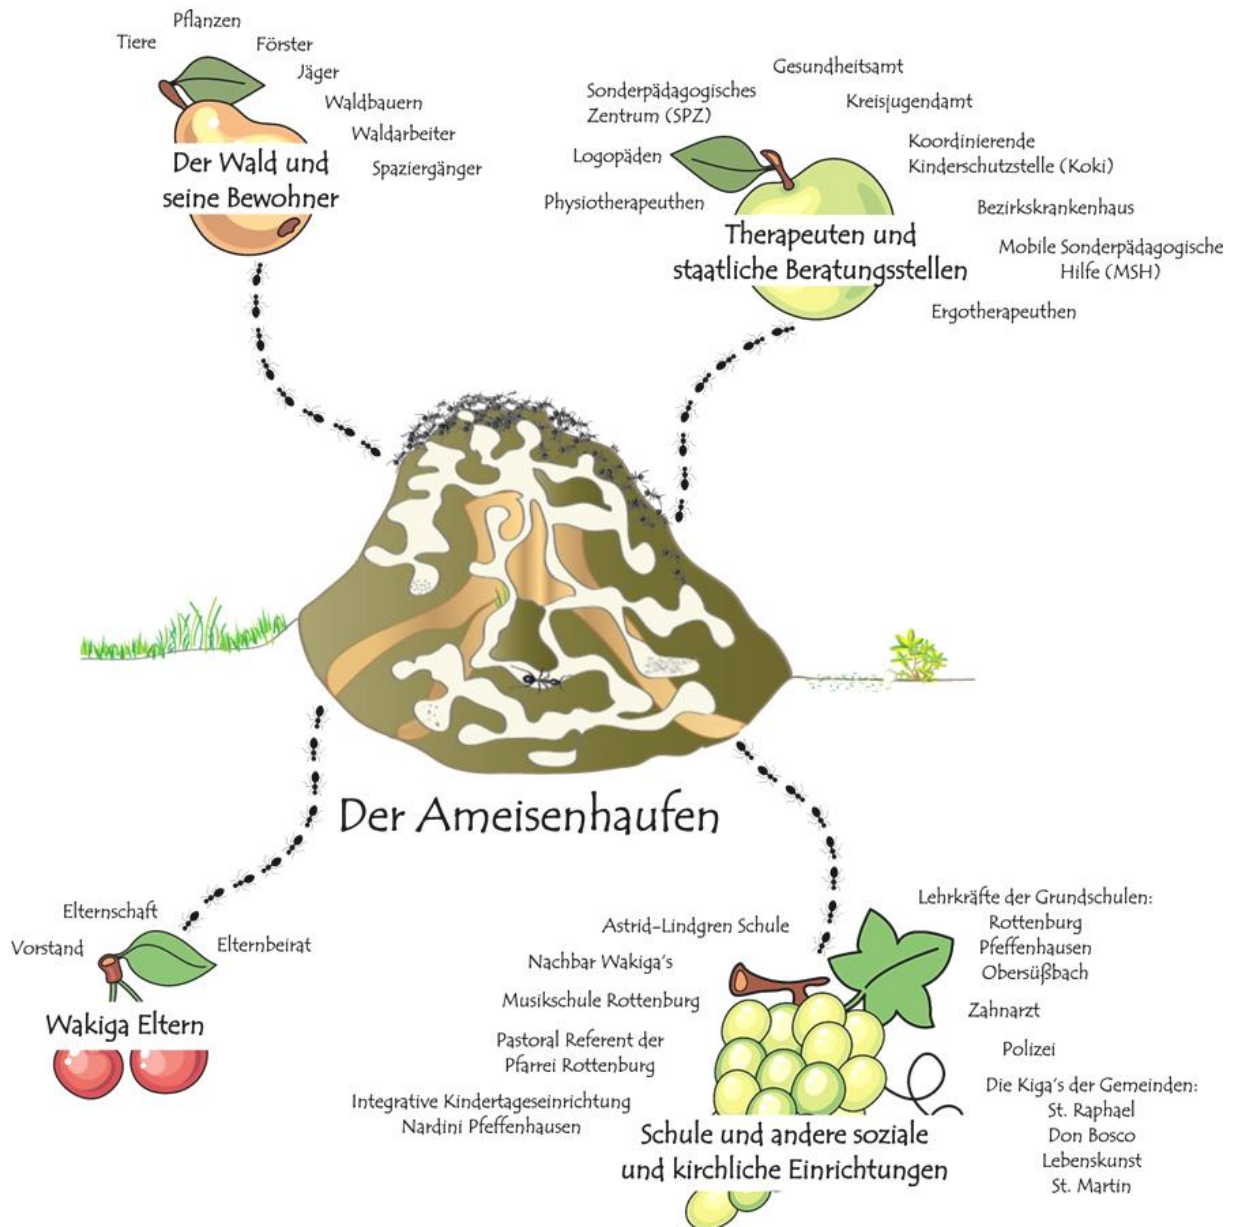 Pflanzen
Tiere
Förster
Jäger
Waldbauern
Waldarbeiter
Spaziergänger
Der Wald und
seine Bewohner
Gesundheitsamt
Sonderpädagogisches
Zentrum (SPZ)
Kreisjugendamt
Logopäden
Koordinierende
Kinderschutzstelle (Koki)
Physiotherapeuthen
Bezirkskrankenhaus
Therapeuten und
staatliche Beratungsstellen
Mobile Sonderpädagogische
Hilfe (MSH)
Ergotherapeuthen
Der Ameisenhaufen
Elternschaft
Vorstand
Elternbeirat
Wakiga Eltern
Astrid-Lindgren Schule
Nachbar Wakiga's
Musikschule Rottenburg
Pastoral Referent der
Pfarrei Rottenburg
Integrative Kindertageseinrichtung
Nardini Pfeffenhausen
Lehrkräfte der Grundschulen:
Rottenburg
Pfeffenhausen
Obersüßbach
Zahnarzt
Polizei
Die Kiga's der Gemeinden:
St. Raphael
Don Bosco
Lebenskunst
St. Martin
Schule und andere soziale
und kirchliche Einrichtungen